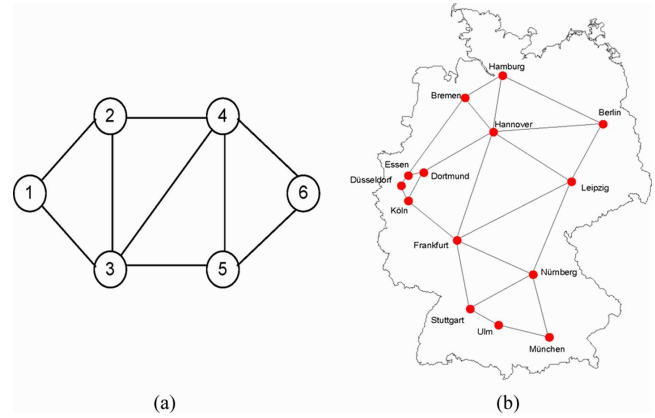 2
4
1
6
3
5
(a)
Hamburg
Bremen
Berlin
Hannover
Essen
Düsseldorf
Dortmund
Leipzig
Köln
Frankfurt
Nürnberg
Stuttgart
Ulm
München
(b)